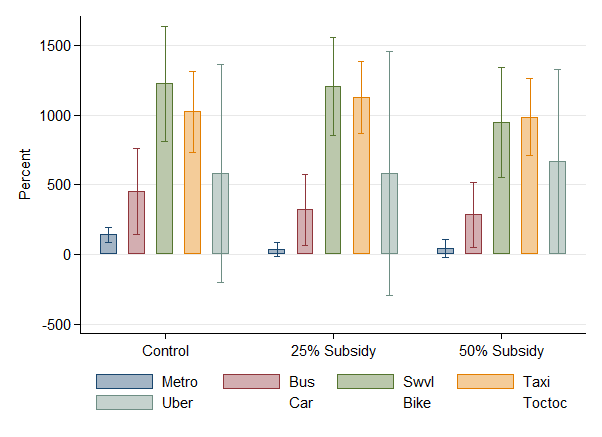 1500
1000
500
0
-500
Percent
Control 25% Subsidy 50% Subsidy
Metro Bus Swvl Taxi
Uber Car Bike Toctoc